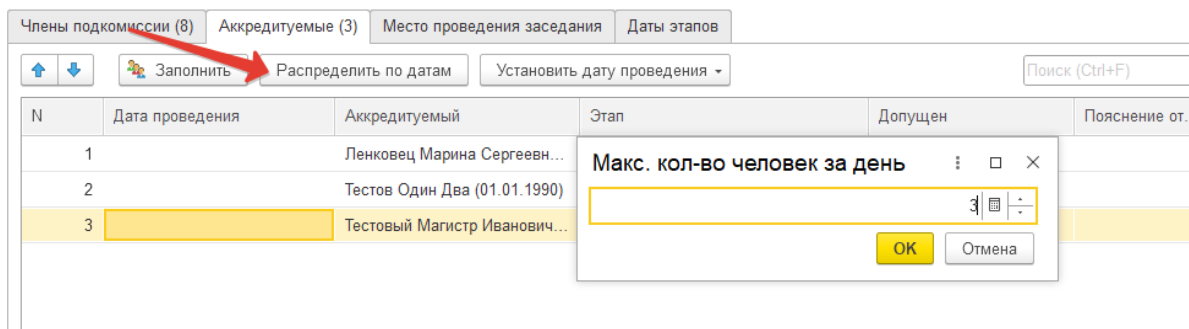 Члены подкомиссии (8) Аккредитуемые (3) Место проведения заседания Даты этапов
Заполнить Распределить по датам Установить дату проведения Поиск (Ctrl+F)
N Дата проведения Аккредитуемый Этап Допущен Пояснение от.
1 Ленковец Марина Сергеевн...
2 Тестов Один Два (01.01.1990)
3 Тестовый Магистр Иванович...
Макс. кол-во человек за день
3
OK Отмена